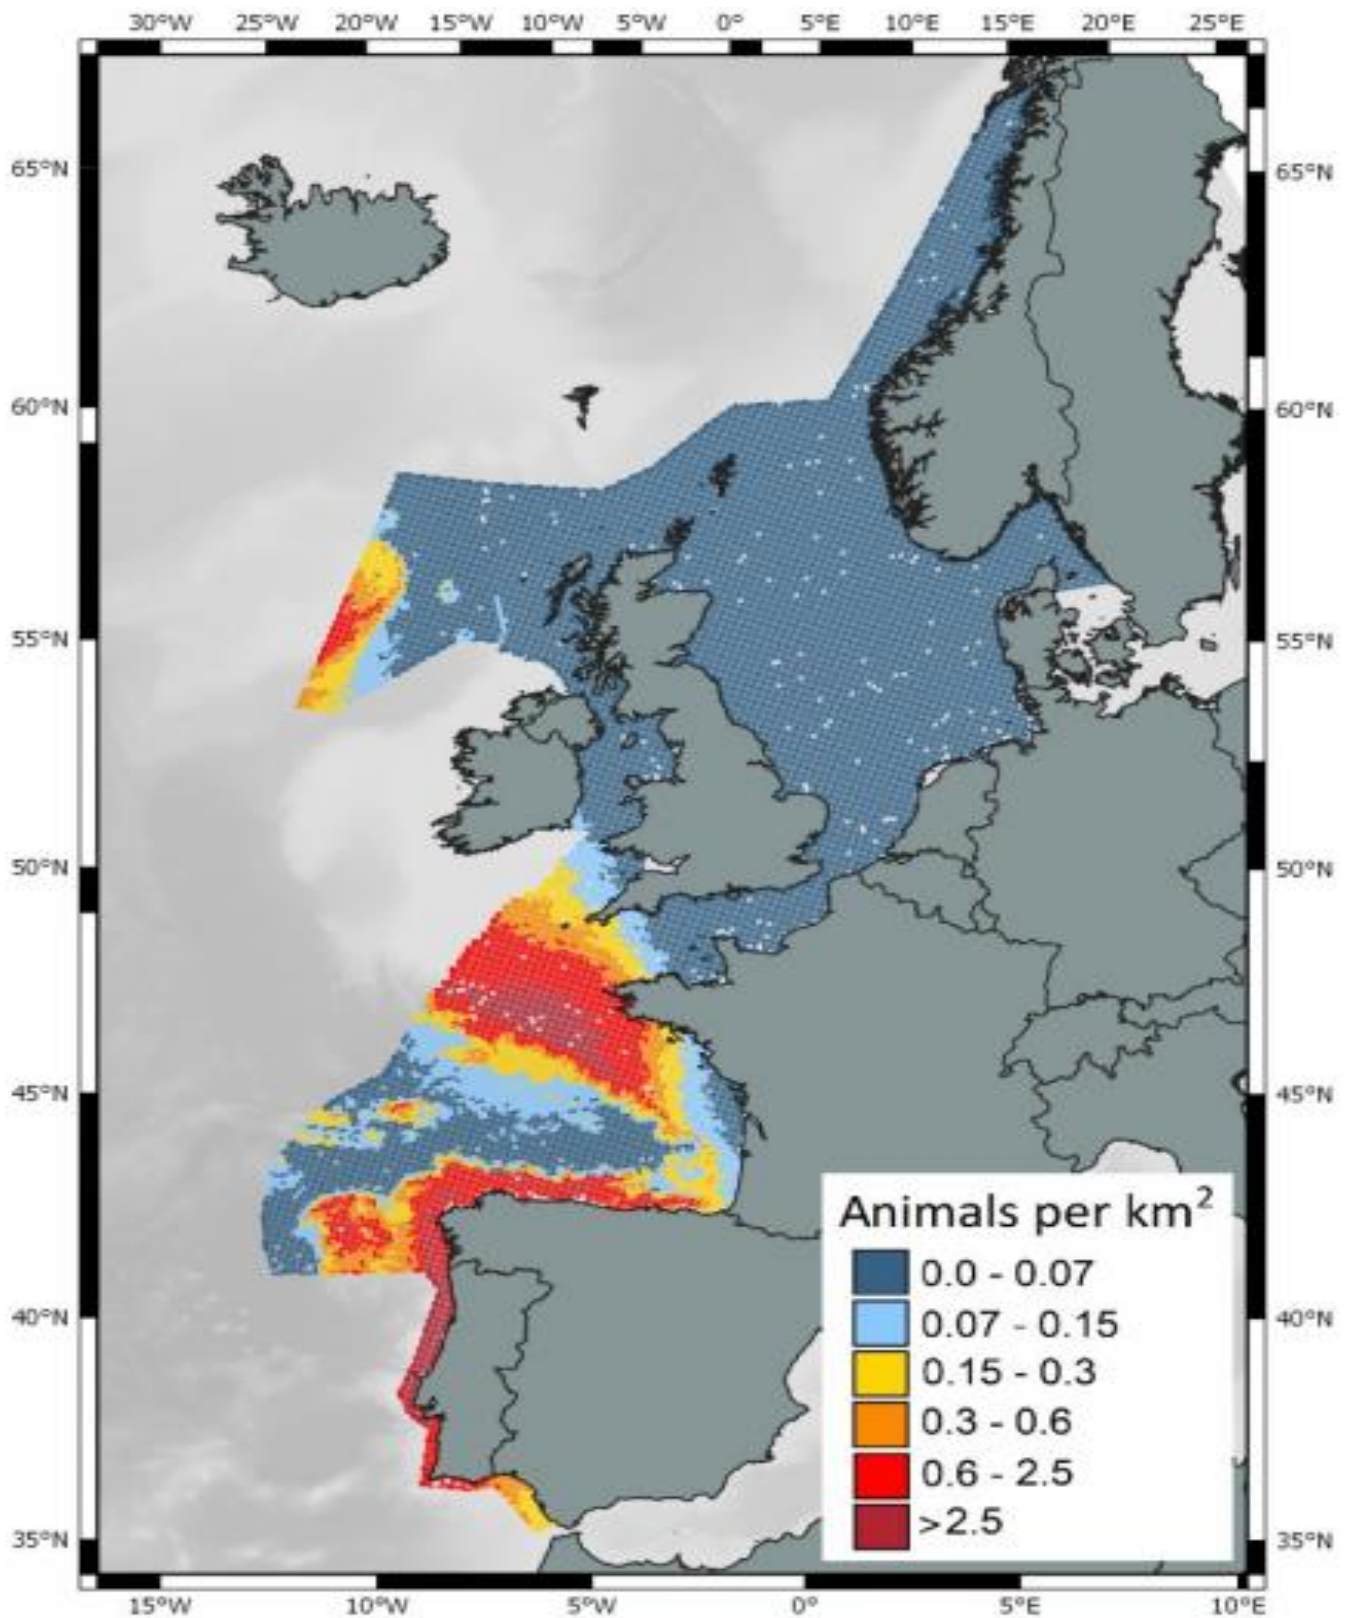 30°W 25°W 20°W 15°W 10°W 5°W 0° 5°E 10°E 15°E 20°E 25°E
65°N 65°N
60°N 60°N
55°N 55°N
50°N 50°N
45°N 45°N
Animals per km²
0.0 - 0.07
40°N 40°N
0.07 - 0.15
0.15 - 0.3
0.3 - 0.6
0.6 - 2.5
>2.5
35°N 35°N
15°W 10°W 5°W 0° 5°E 10°E